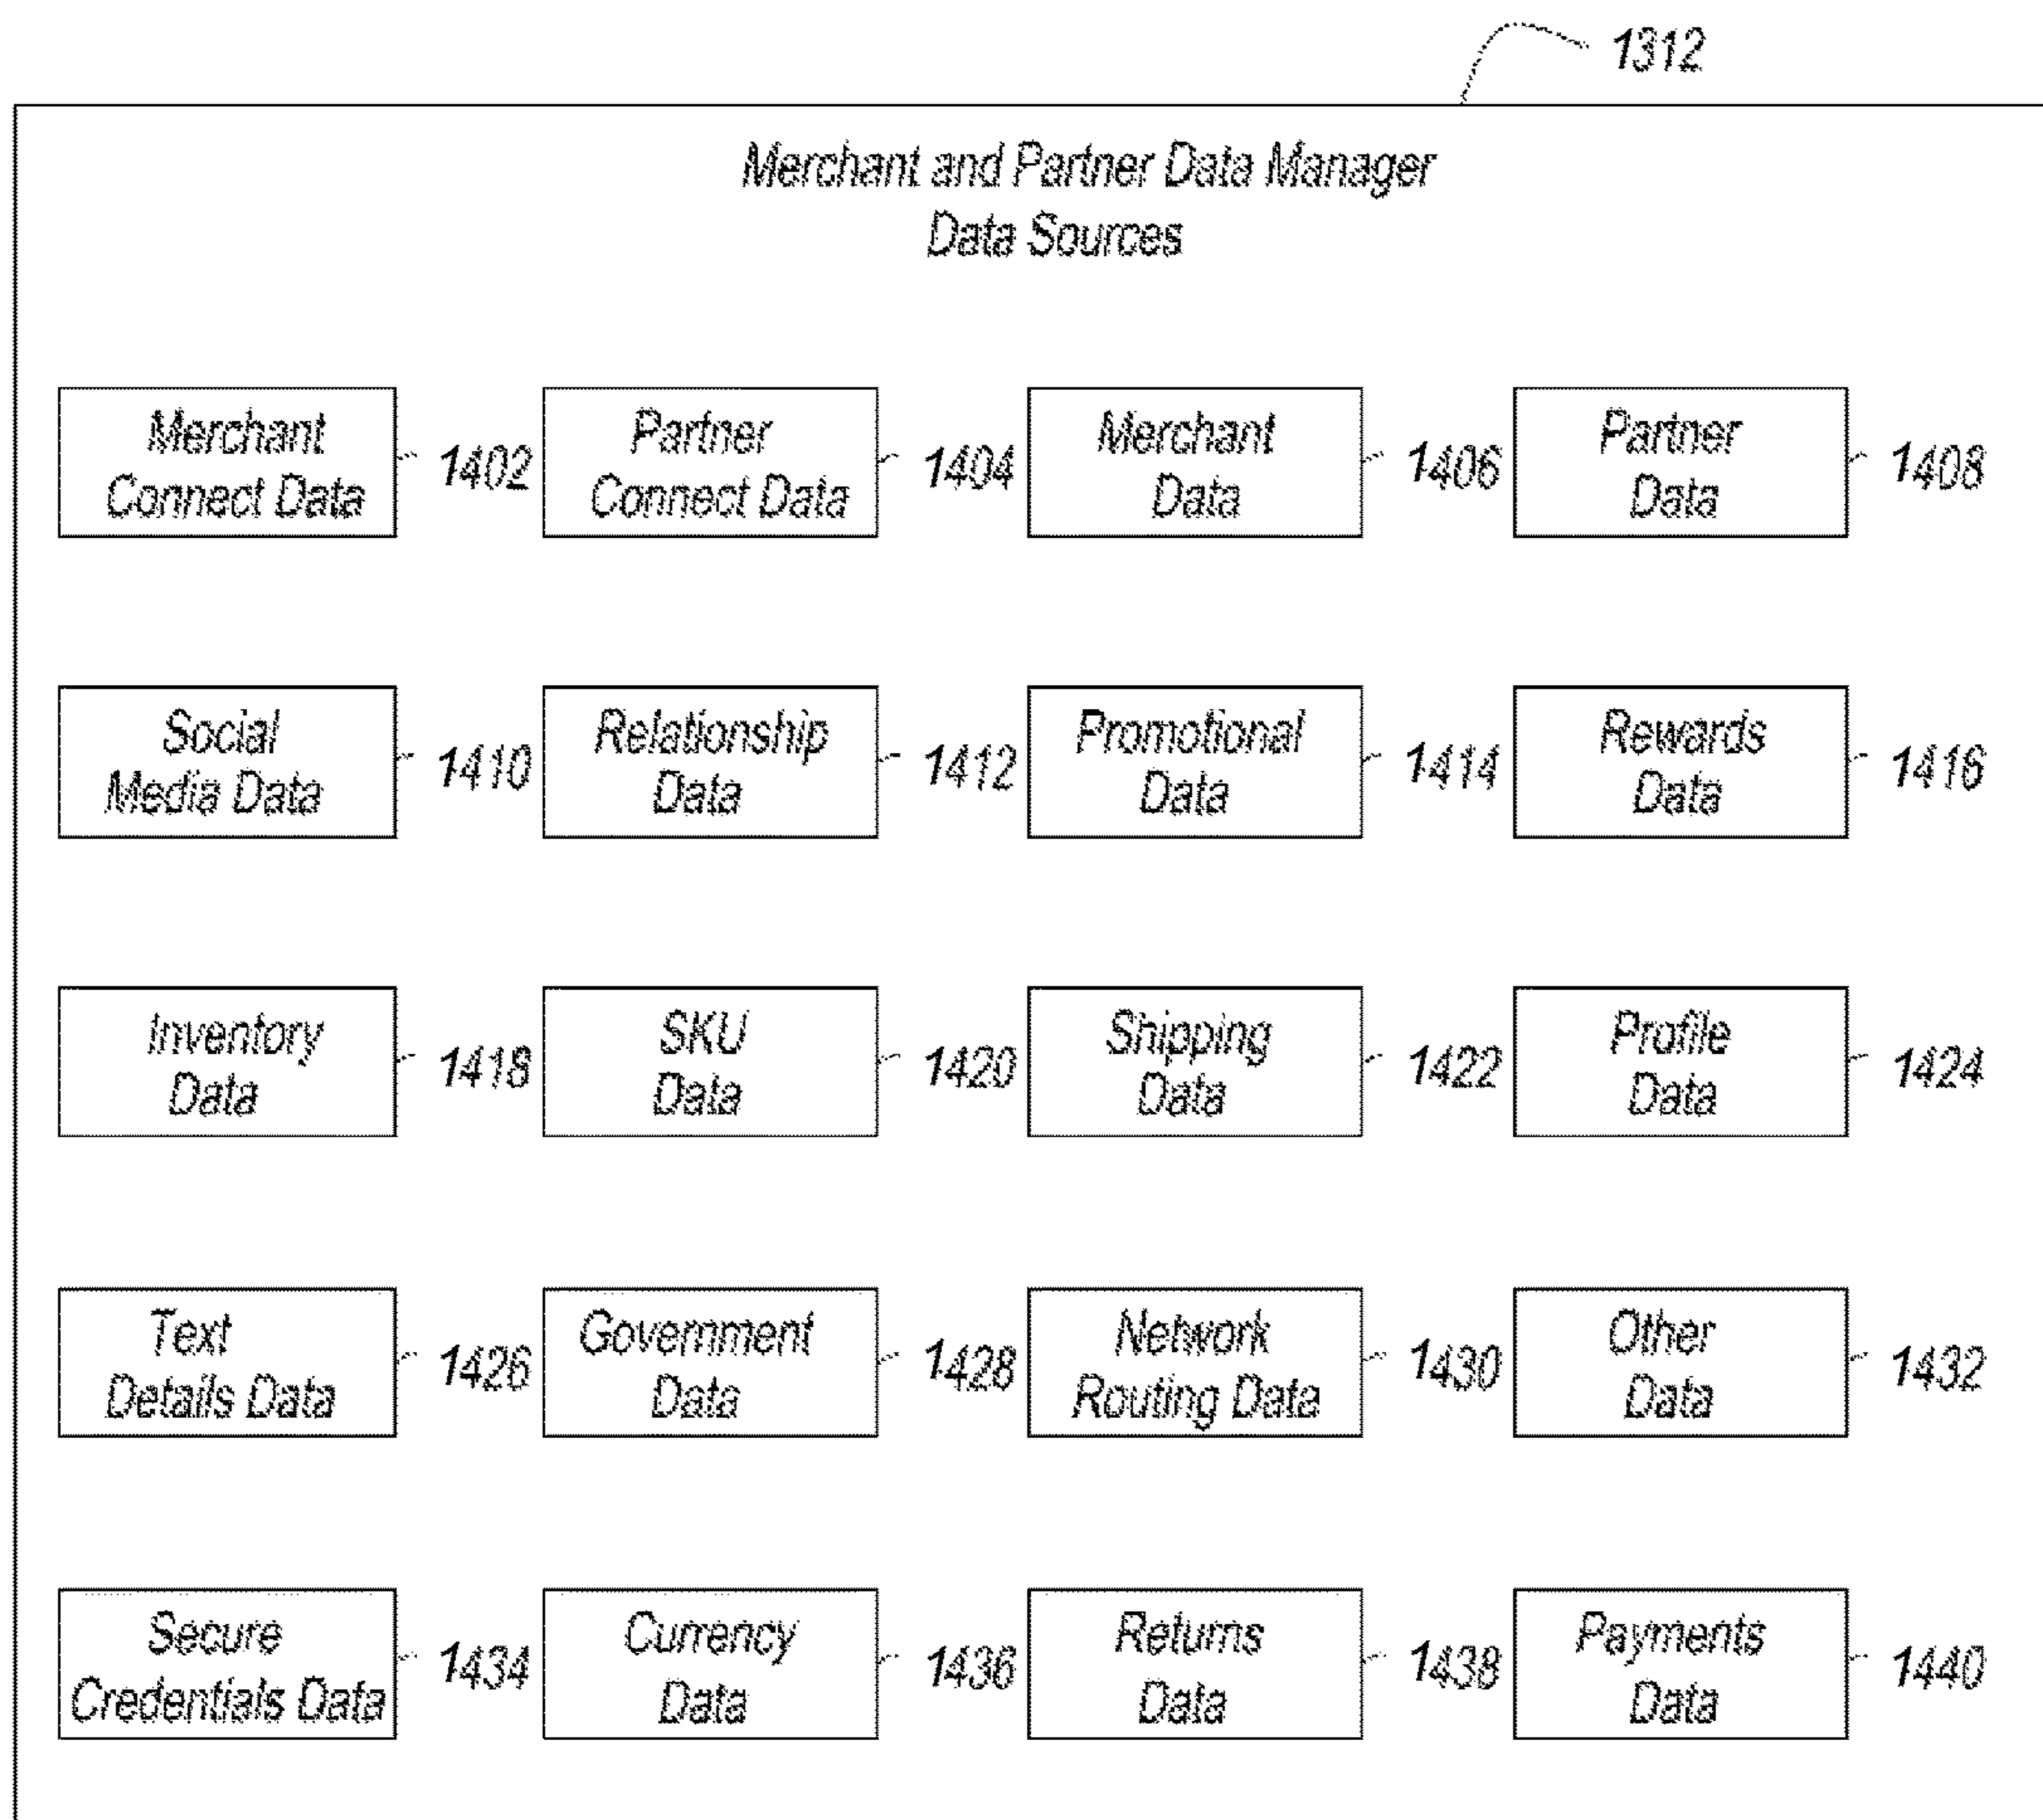 1312
Merchant and Partner Data Manager
Data Sources
Merchant
Connect Data
1402
Partner
Connect Data
1404
Merchant
Data
1406
Partner
Data
1408
Social
Media Data
1410
Relationship
Data
1412
Promotional
Data
1414
Rewards
Data
1416
Inventory
Data
1418
SKU
Data
1420
Shipping
Data
1422
Profile
Data
1424
Text
Details Data
1426
Government
Data
1428
Network
Routing Data
1430
Other
Data
1432
Secure
Credentials Data
1434
Currency
Data
1436
Returns
Data
1438
Payments
Data
1440